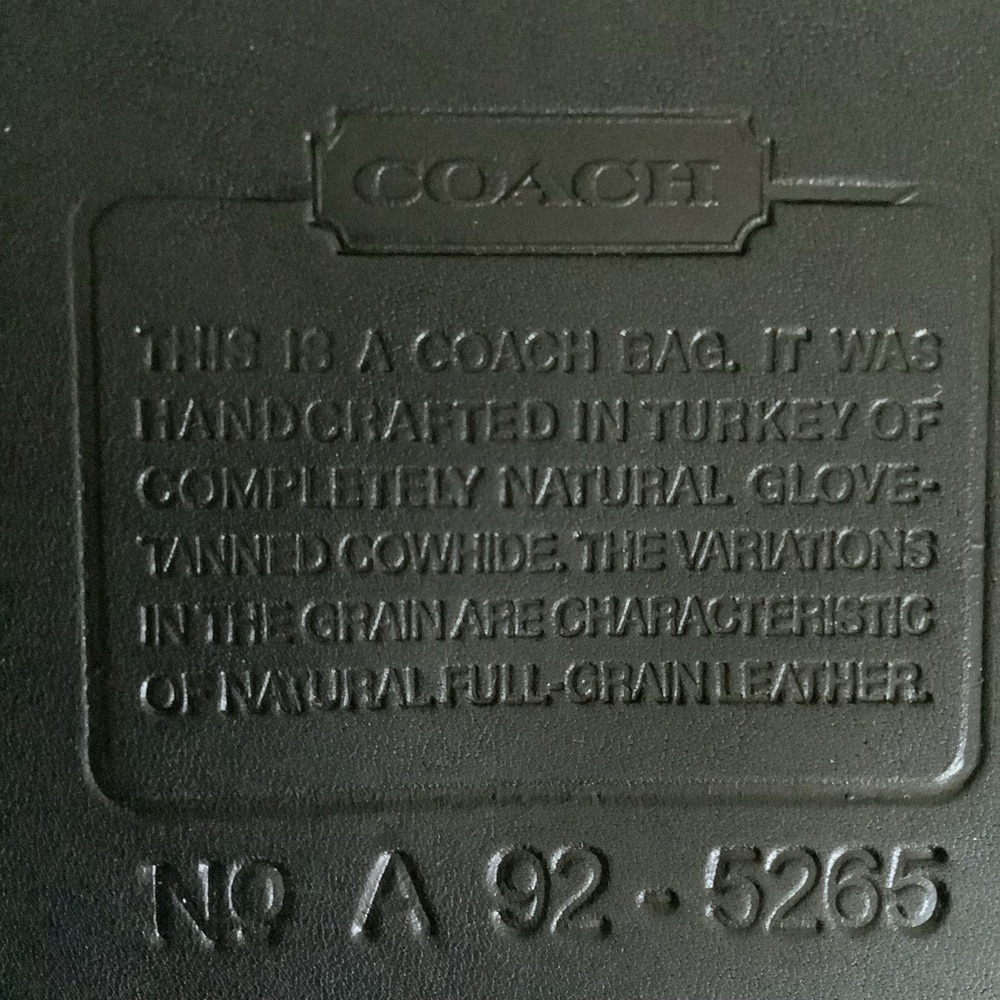 COACH
THIS IS A COACH BAG. IT WAS
HANDCRAFTED IN TURKEY OF
COMPLETELY NATURAL GLOVE-
TANNED COWHIDE. THE VARIATIONS
IN THE GRAIN ARE CHARACTERISTIC
OF NATURAL FULL-GRAIN LEATHER.
NO A 92 - 5265